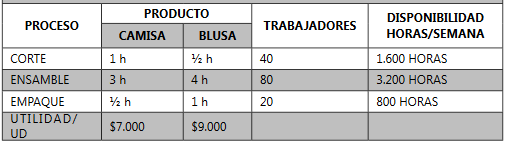 PROCESO PRODUCTO TRABAJADORES DISPONIBILIDAD HORAS/SEMANA
CAMISA BLUSA
CORTE 1 h ½ h 40 1.600 HORAS
ENSAMBLE 3 h 4 h 80 3.200 HORAS
EMPAQUE ½ h 1 h 20 800 HORAS
UTILIDAD/ $7.000 $9.000
UD